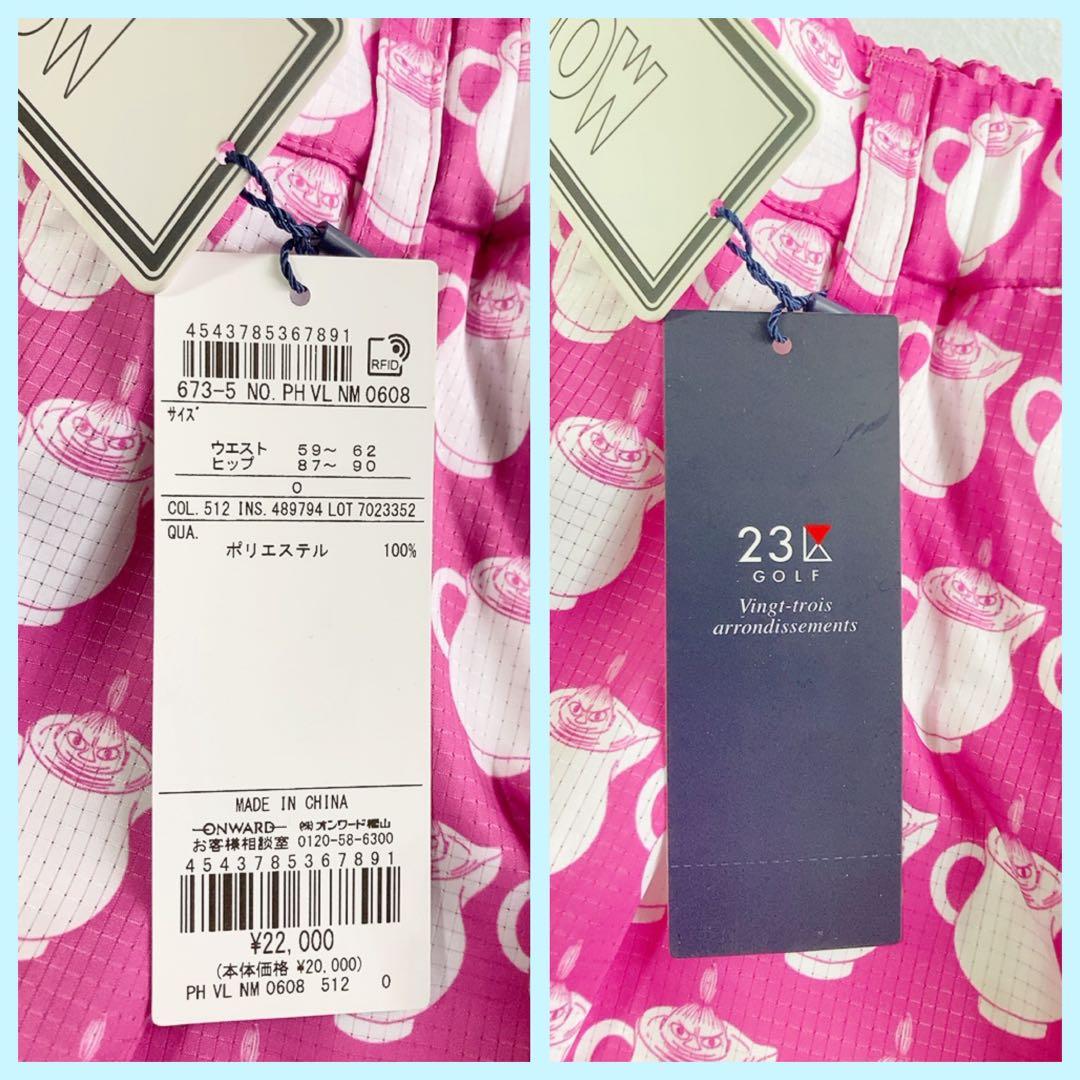 OW
4543785367891
RFID
673-5 NO. PH VL NM 0608
サイズ
ウエスト 59～ 62
ヒップ 87～ 90
0
COL. 512 INS. 489794 LOT 7023352
QUA.
ポリエステル 100%
MADE IN CHINA
ONWARD ㈱オンワード樫山
お客様相談室 0120-58-6300
4543785367891
¥22,000
(本体価格 ¥20,000)
PH VL NM 0608 512 0
OW
23
GOLF
Vingt-trois
arrondissements